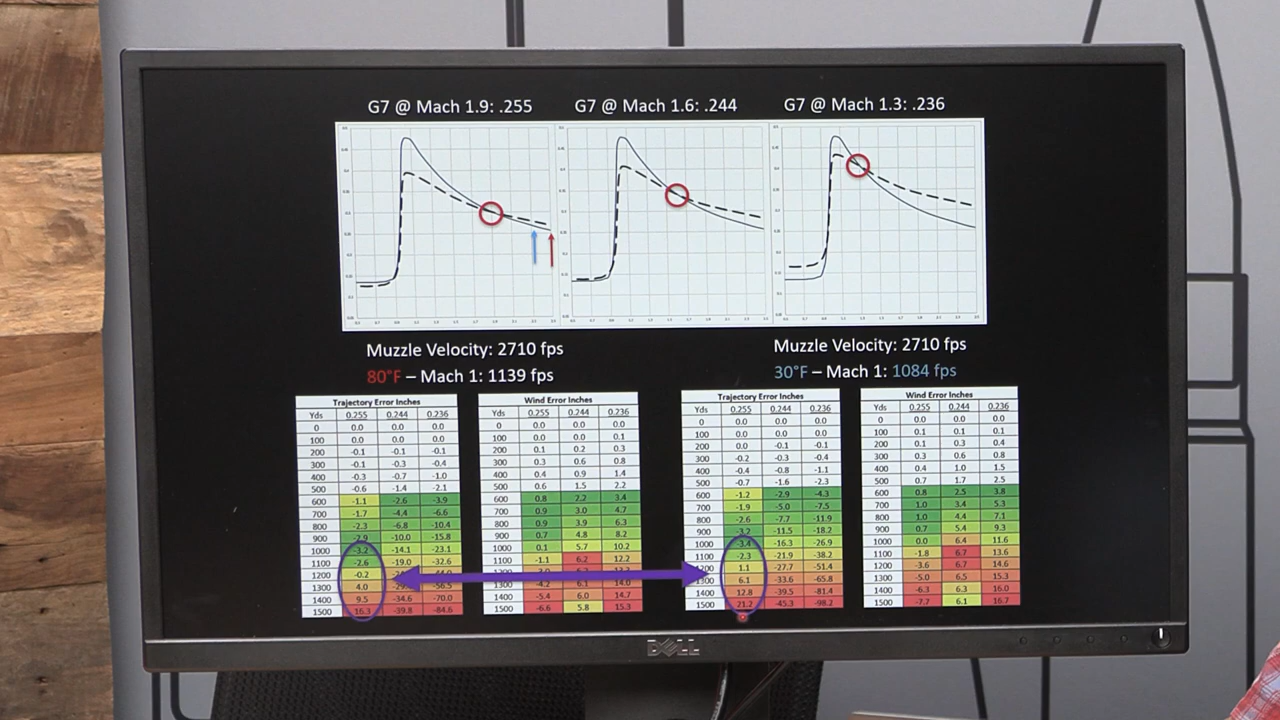 G7 @ Mach 1.9: .255 G7 @ Mach 1.6: .244 G7 @ Mach 1.3: .236
Muzzle Velocity: 2710 fps
80°F – Mach 1: 1139 fps
Muzzle Velocity: 2710 fps
30°F – Mach 1: 1084 fps
Trajectory Error Inches
Yds 0.255 0.244 0.236
0 0.0 0.0 0.0
100 0.0 0.0 0.0
200 -0.1 -0.1 -0.1
300 -0.1 -0.3 -0.4
400 -0.3 -0.7 -1.0
500 -0.6 -1.4 -2.1
600 -1.1 -2.6 -3.9
700 -1.7 -4.4 -6.6
800 -2.3 -6.8 -10.4
900 -2.9 -10.0 -15.8
1000 -3.2 -14.1 -23.1
1100 -2.6 -19.0 -32.6
1200 -0.2
1300 4.0
1400 9.5 -34.6 -70.0
1500 16.3 -39.8 -84.6
Wind Error Inches
Yds 0.255 0.244 0.236
0 0.0 0.0 0.0
100 0.0 0.0 0.1
200 0.1 0.2 0.3
300 0.3 0.6 0.8
400 0.4 0.9 1.4
500 0.6 1.5 2.2
600 0.8 2.2 3.4
700 0.9 3.0 4.7
800 0.9 3.9 6.3
900 0.7 4.8 8.2
1000 0.1 5.7 10.2
1100 -1.1 6.2 12.2
1300 -4.2 6.1 14.0
1400 -5.4 6.0 14.7
1500 -6.6 5.8 15.3
Trajectory Error Inches
Yds 0.255 0.244 0.236
0 0.0 0.0 0.0
100 0.0 -0.1 -0.1
200 -0.2 -0.3 -0.4
300 -0.4 -0.8 -1.1
400 -0.7 -1.6 -2.3
500
600 -1.2 -2.9 -4.3
700 -1.9 -5.0 -7.5
800 -2.6 -7.7 -11.9
900 -3.2 -11.5 -18.2
1000 -3.4 -16.3 -26.9
1100 -2.3 -21.9 -38.2
1200 1.1 -27.7 -51.4
1300 6.1 -33.6 -65.8
1400 12.8 -39.5 -81.4
1500 21.2 -45.3 -98.2
Wind Error Inches
Yds 0.255 0.244 0.236
0 0.0 0.0 0.0
100 0.1 0.1 0.1
200 0.1 0.3 0.4
300 0.3 0.6 0.8
400 0.4 1.0 1.5
500 0.7 1.7 2.5
600 0.8 2.5 3.8
700 1.0 3.4 5.3
800 1.0 4.4 7.1
900 0.7 5.4 9.3
1000 0.0 6.4 11.6
1100 -1.8 6.7 13.6
1200 -3.6 6.7 14.6
1300 -5.0 6.5 15.3
1400 -6.3 6.3 16.0
1500 -7.7 6.1 16.7
DELL